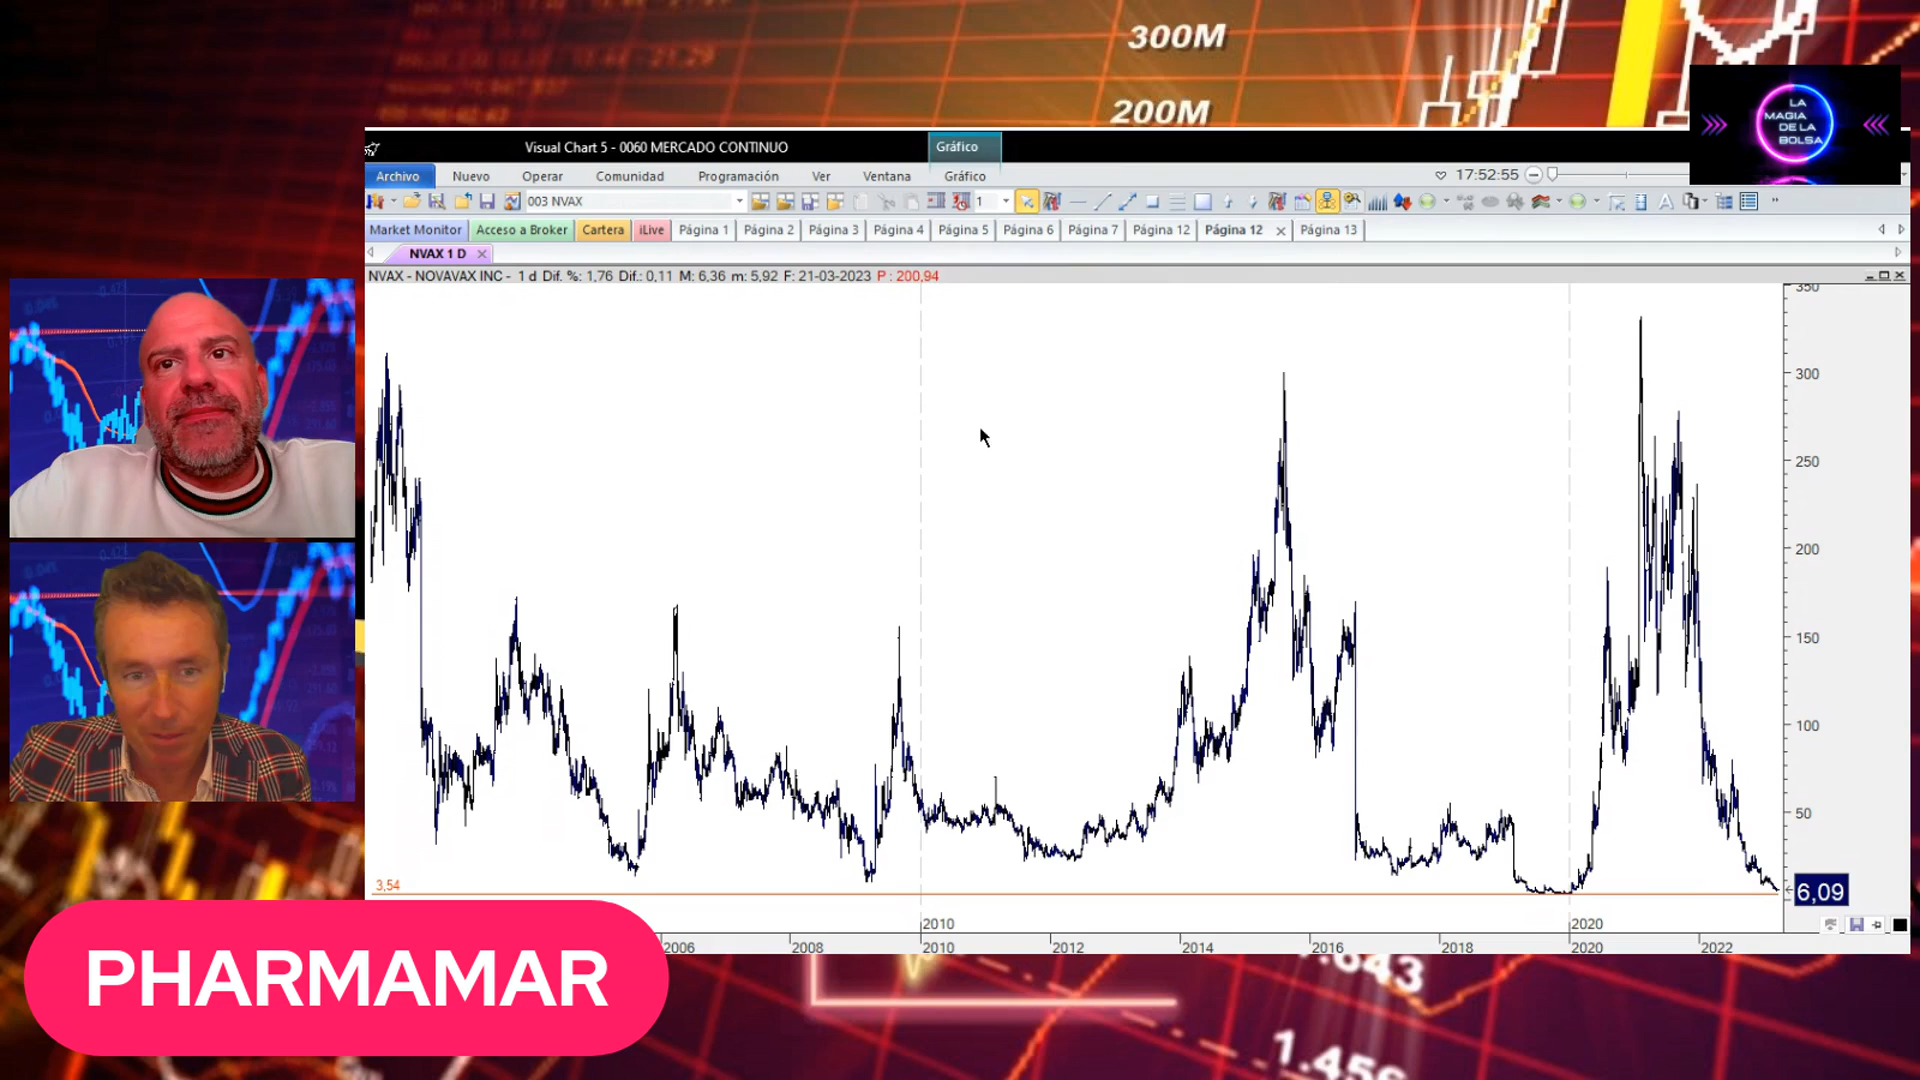 300M
200M
LA
MAGIA
DE LA
BOLSA
Visual Chart 5 - 0060 MERCADO CONTINUO
Gráfico
Archivo Nuevo Operar Comunidad Programación Ver Ventana Gráfico 17:52:55
003 NVAX 1
Market Monitor Acceso a Broker Cartera iLive Página 1 Página 2 Página 3 Página 4 Página 5 Página 6 Página 7 Página 12 Página 12 Página 13
NVAX 1 D
NVAX - NOVAVAX INC - 1 d Dif. %: 1,76 Dif.: 0,11 M: 6,36 m: 5,92 F: 21-03-2023 P : 200,94
350
300
250
200
150
100
50
3,54
6,09
2010 2020
2006 2008 2010 2012 2014 2016 2018 2020 2022
PHARMAMAR
1.643
1.459